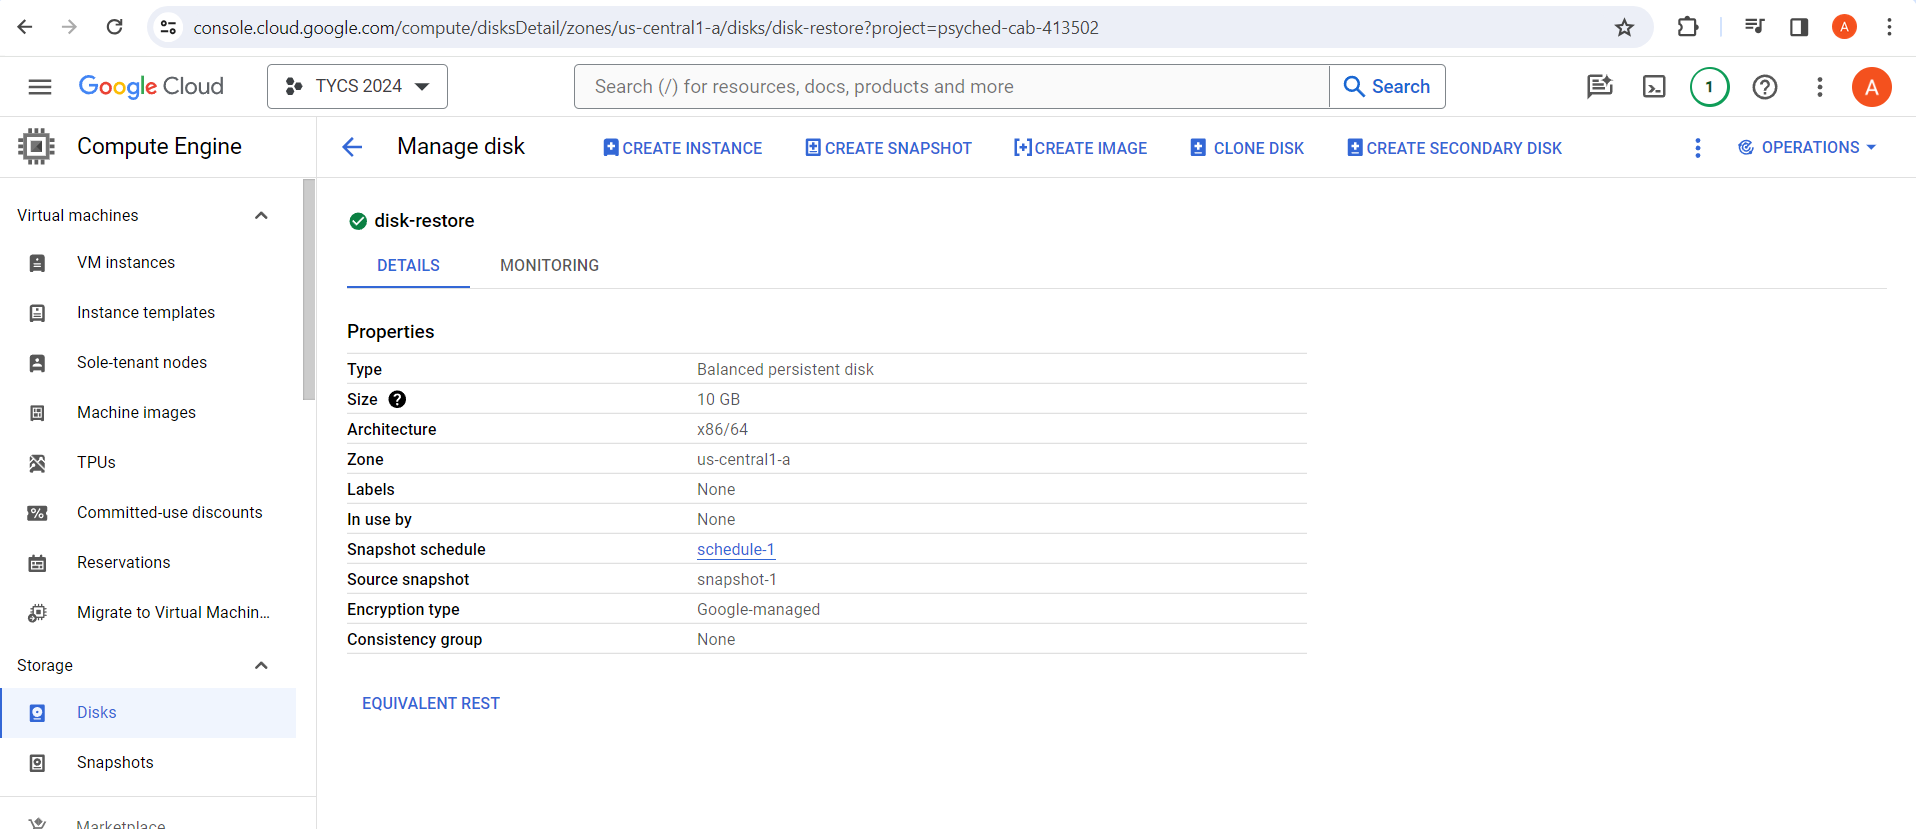 console.cloud.google.com/compute/disksDetail/zones/us-central1-a/disks/disk-restore?project=psyched-cab-413502
A
Google Cloud
TYCS 2024
Search (/) for resources, docs, products and more
Search
1
A
Compute Engine
Manage disk
CREATE INSTANCE
CREATE SNAPSHOT
CREATE IMAGE
CLONE DISK
CREATE SECONDARY DISK
OPERATIONS
Virtual machines
VM instances
Instance templates
Sole-tenant nodes
Machine images
TPUs
Committed-use discounts
Reservations
Migrate to Virtual Machin...
Storage
Disks
Snapshots
Marketplace
disk-restore
DETAILS MONITORING
Properties
Type Balanced persistent disk
Size ? 10 GB
Architecture x86/64
Zone us-central1-a
Labels None
In use by None
Snapshot schedule schedule-1
Source snapshot snapshot-1
Encryption type Google-managed
Consistency group None
EQUIVALENT REST